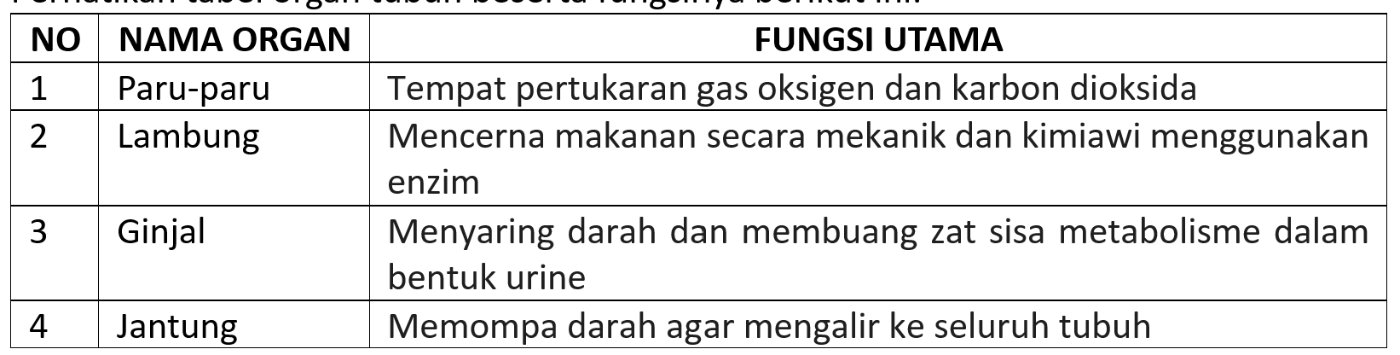 NO NAMA ORGAN FUNGSI UTAMA
1 Paru-paru Tempat pertukaran gas oksigen dan karbon dioksida
2 Lambung Mencerna makanan secara mekanik dan kimiawi menggunakan
enzim
3 Ginjal Menyaring darah dan membuang zat sisa metabolisme dalam
bentuk urine
4 Jantung Memompa darah agar mengalir ke seluruh tubuh